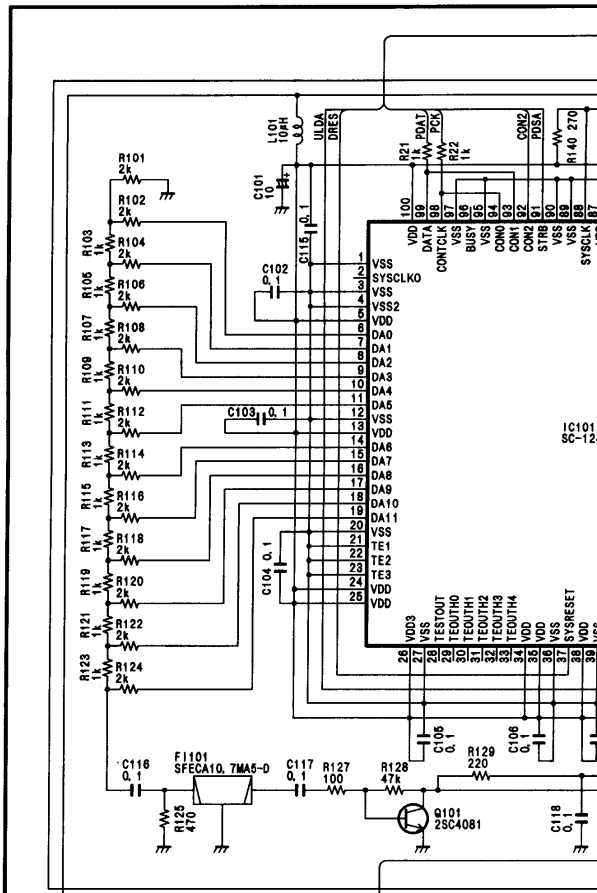 L101
10μH
ULDA
DRES
PDAT
PCK
CON2
PDSA
R21
1k
R22
1k
R140 270
C101
10
C115 0.1
R101
2k
R102
2k
R103
1k
R104
2k
R105
1k
R106
2k
R107
1k
R108
2k
R109
1k
R110
2k
R111
1k
R112
2k
R113
1k
R114
2k
R115
1k
R116
2k
R117
1k
R118
2k
R119
1k
R120
2k
R121
1k
R122
2k
R123
1k
R124
2k
C102
0.1
C103 0.1
C104 0.1
100 VDD
99 DATA
98 CONTCLK
97 VSS
96 BUSY
95 VSS
94 CON0
93 CON1
92 CON2
91 STRB
90 VSS
89 VSS
88 SYSCLK
87
1 VSS
2 SYSCLKO
3 VSS
4 VSS2
5 VDD
6 DA0
7 DA1
8 DA2
9 DA3
10 DA4
11 DA5
12 VSS
13 VDD
14 DA6
15 DA7
16 DA8
17 DA9
18 DA10
19 DA11
20 VSS
21 TE1
22 TE2
23 TE3
24 VDD
25 VDD
IC101
SC-124
26 VDD3
27 VSS
28 TESTOUT
29 TEOUTH0
30 TEOUTH1
31 TEOUTH2
32 TEOUTH3
33 TEOUTH4
34 VDD
35 VDD
36 VSS
37 SYSRESET
38 VDD
39 VSS
C105
0.1
C106
0.1
C116
0.1
FI101
SFECA10.7MA5-D
C117
0.1
R127
100
R128
47k
R129
220
R125
470
Q101
2SC4081
C118
0.1